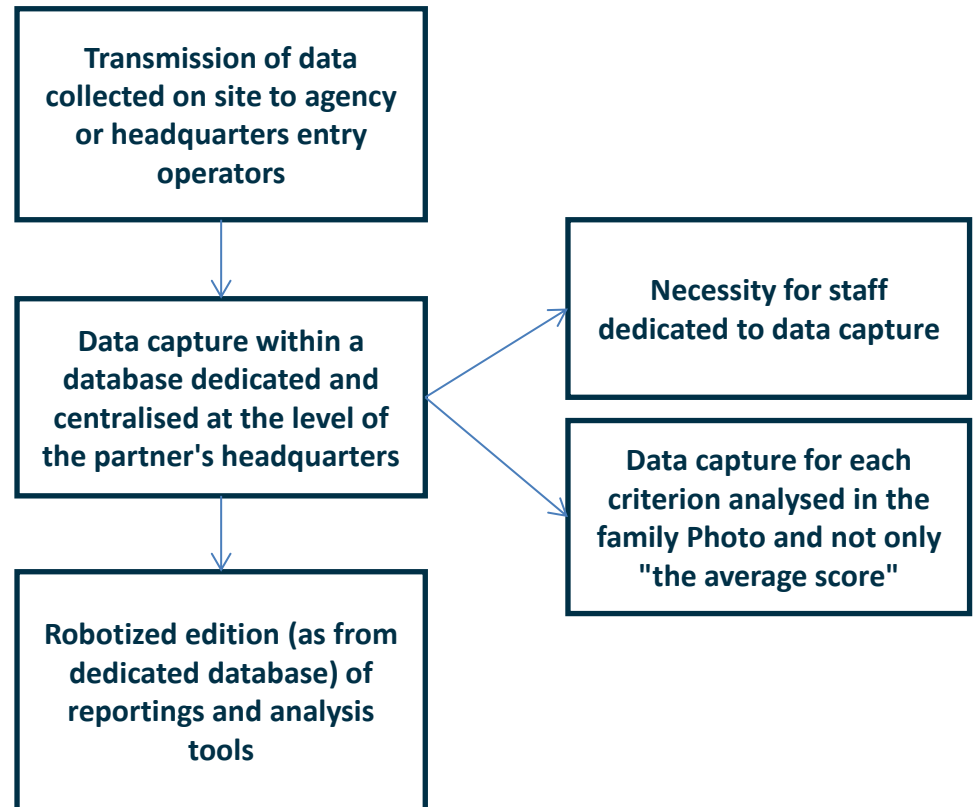 Transmission of data
collected on site to agency
or headquarters entry
operators
Data capture within a
database dedicated and
centralised at the level of
the partner's headquarters
Necessity for staff
dedicated to data capture
Data capture for each
criterion analysed in the
family Photo and not only
"the average score"
Robotized edition (as from
dedicated database) of
reportings and analysis
tools